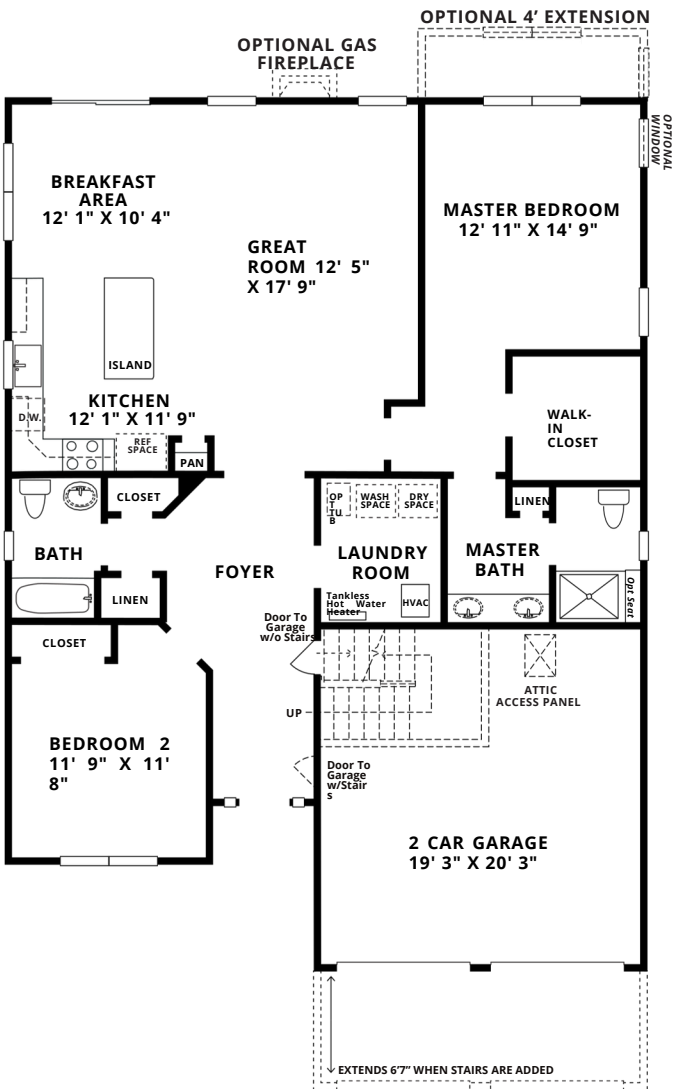 OPTIONAL 4’ EXTENSION
OPTIONAL GAS
FIREPLACE
OPTIONAL
WINDOW
BREAKFAST
AREA
12' 1" X 10' 4"
MASTER BEDROOM
12' 11" X 14' 9"
GREAT
ROOM 12' 5"
X 17' 9"
ISLAND
KITCHEN
12' 1" X 11' 9"
D.W.
REF
SPACE
PAN
WALK-
IN
CLOSET
CLOSET
OP
T
TU
B
WASH
SPACE
DRY
SPACE
LINEN
BATH
FOYER
LAUNDRY
ROOM
MASTER
BATH
LINEN
Tankless
Hot Water
Heater
HVAC
Opt Seat
Door To
Garage
w/o Stairs
CLOSET
UP
ATTIC
ACCESS PANEL
BEDROOM 2
11' 9" X 11'
8"
Door To
Garage
w/Stair
s
2 CAR GARAGE
19' 3" X 20' 3"
EXTENDS 6’7” WHEN STAIRS ARE ADDED